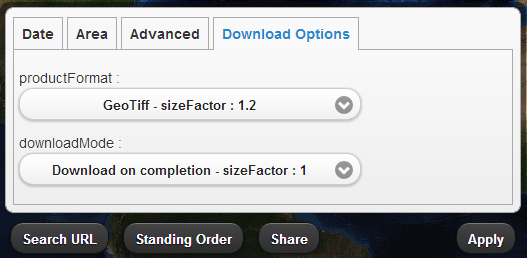 Date Area Advanced Download Options
productFormat :
GeoTiff - sizeFactor : 1.2
downloadMode :
Download on completion - sizeFactor : 1
Search URL Standing Order Share Apply